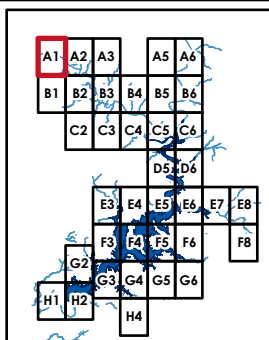 A1 A2 A3 A5 A6
B1 B2 B3 B4 B5 B6
C2 C3 C4 C5 C6
D5 D6
E3 E4 E5 E6 E7 E8
F3 F4 F5 F6 F8
G2
G3 G4 G5 G6
H1 H2
H4